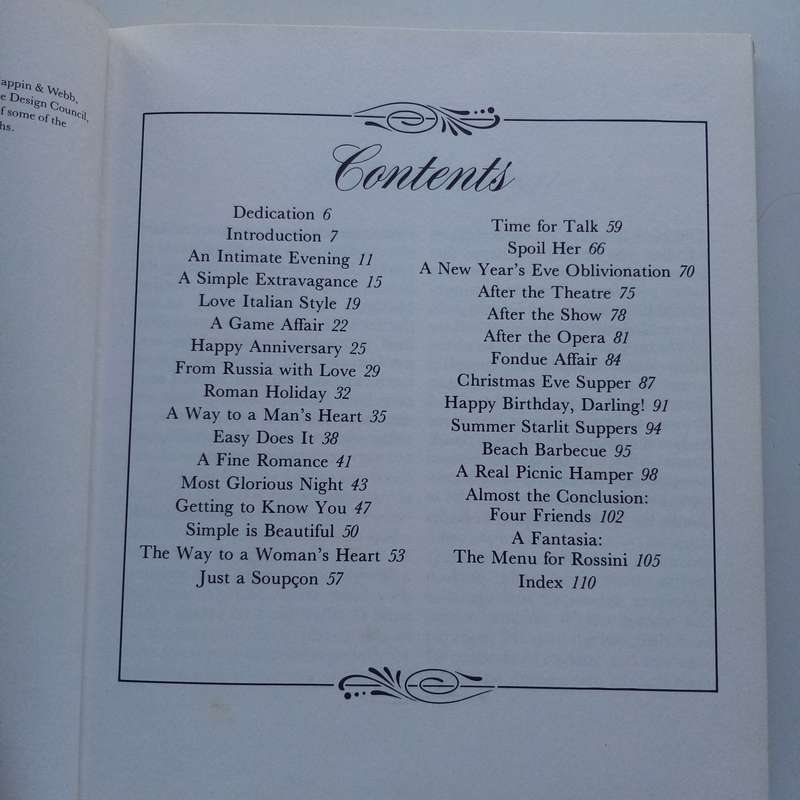 appin & Webb,
e Design Council,
f some of the
hs.
Contents
Dedication 6
Introduction 7
An Intimate Evening 11
A Simple Extravagance 15
Love Italian Style 19
A Game Affair 22
Happy Anniversary 25
From Russia with Love 29
Roman Holiday 32
A Way to a Man's Heart 35
Easy Does It 38
A Fine Romance 41
Most Glorious Night 43
Getting to Know You 47
Simple is Beautiful 50
The Way to a Woman's Heart 53
Just a Soupçon 57
Time for Talk 59
Spoil Her 66
A New Year's Eve Oblivionation 70
After the Theatre 75
After the Show 78
After the Opera 81
Fondue Affair 84
Christmas Eve Supper 87
Happy Birthday, Darling! 91
Summer Starlit Suppers 94
Beach Barbecue 95
A Real Picnic Hamper 98
Almost the Conclusion:
Four Friends 102
A Fantasia:
The Menu for Rossini 105
Index 110